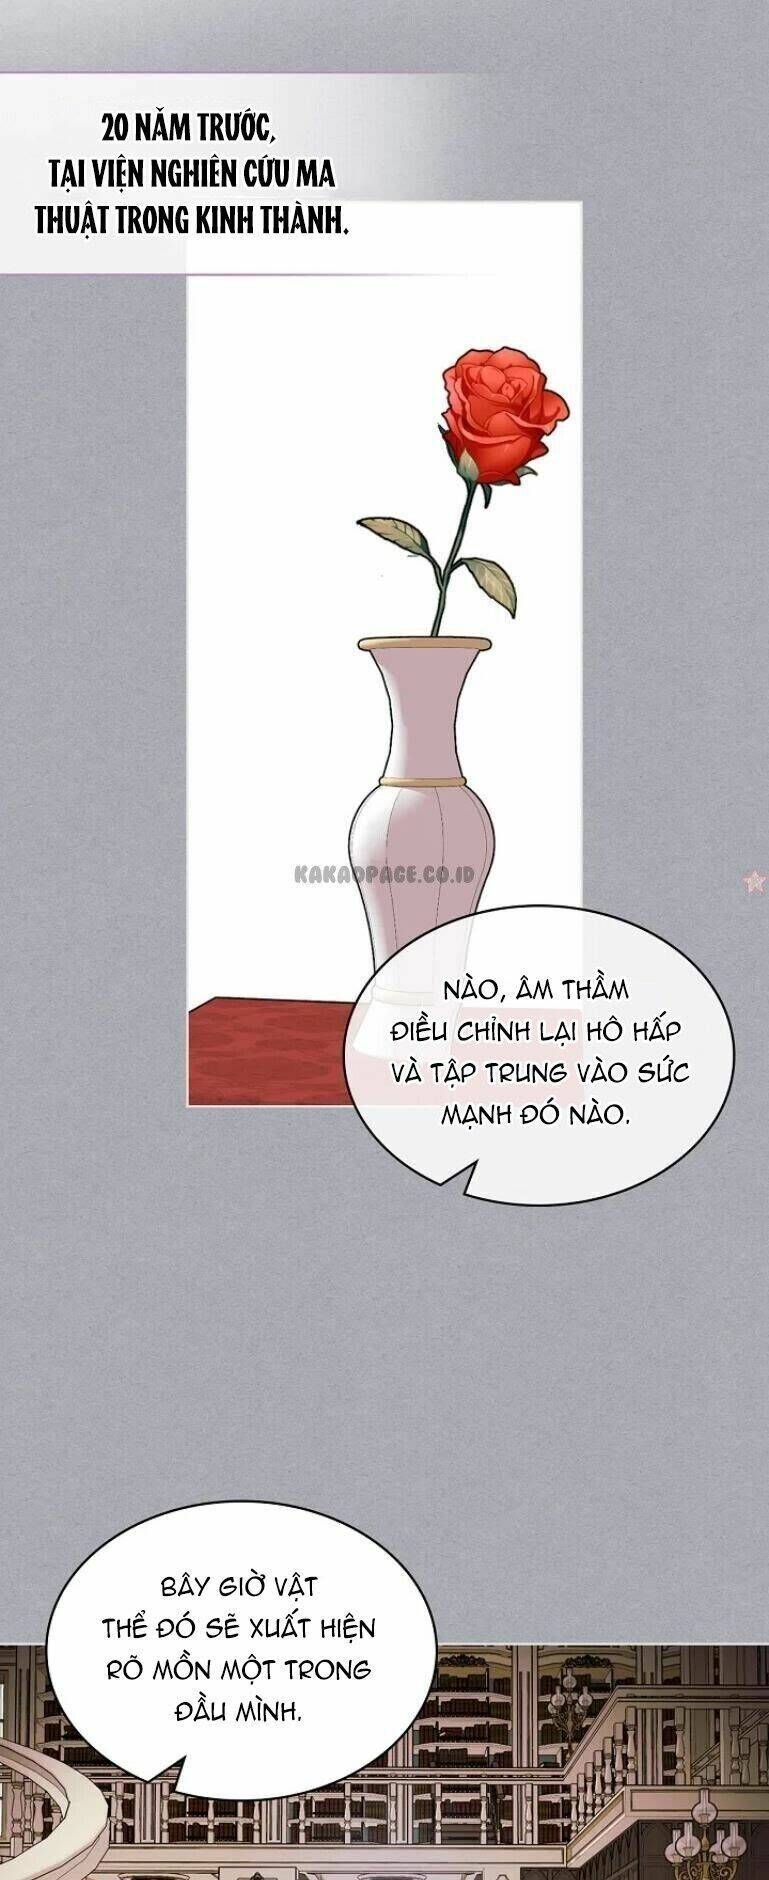 20 NĂM TRƯỚC,
TẠI VIỆN NGHIÊN CỨU MA
THUẬT TRONG KINH THÀNH.
KAKAOPAGE.CO.ID
NÀO, ÂM THẦM
ĐIỀU CHỈNH LẠI HÔ HẤP
VÀ TẬP TRUNG VÀO SỨC
MẠNH ĐÓ NÀO.
BÂY GIỜ VẬT
THỂ ĐÓ SẼ XUẤT HIỆN
RÕ MỒN MỘT TRONG
ĐẦU MÌNH.